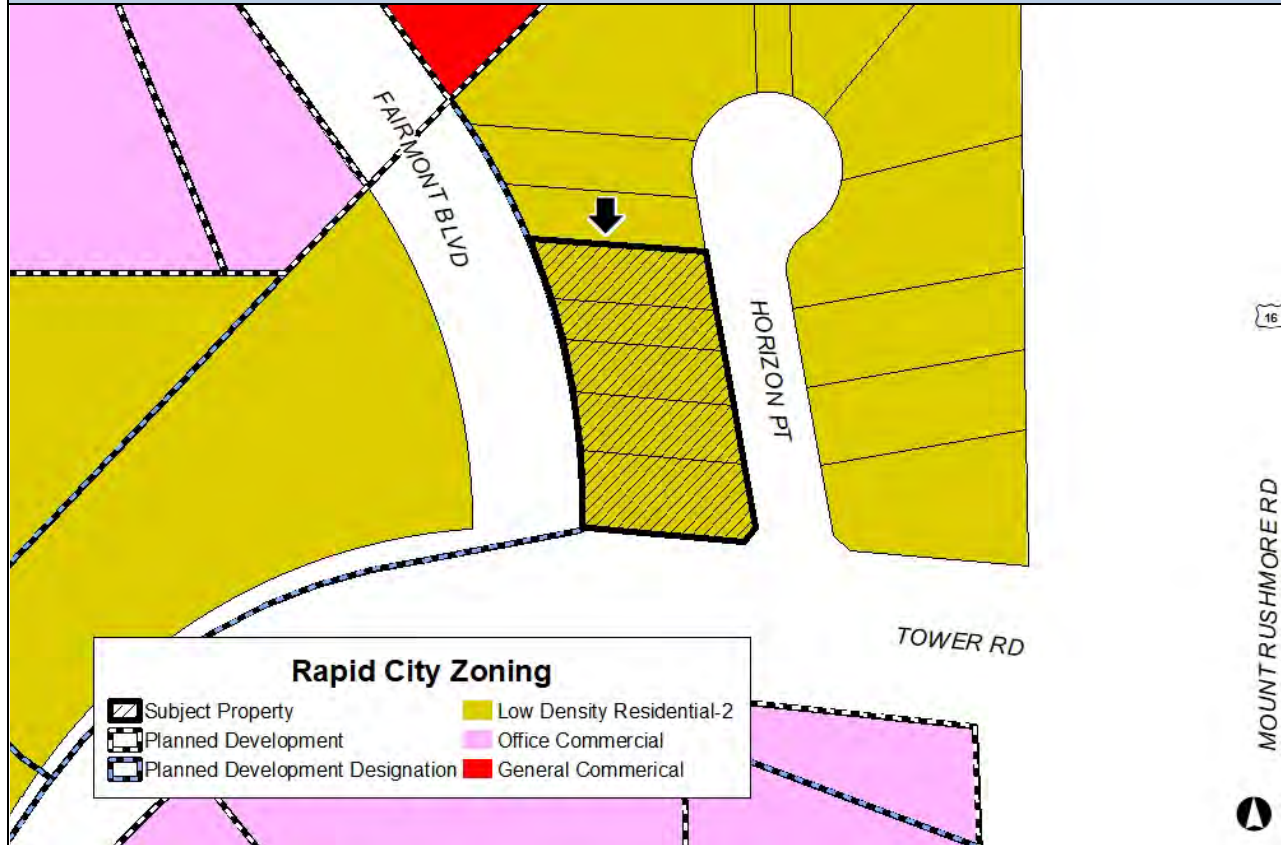 FAIRMONT BLVD
HORIZON PT
16
MOUNT RUSHMORE RD
TOWER RD
Rapid City Zoning
Subject Property
Planned Development
Planned Development Designation
Low Density Residential-2
Office Commercial
General Commerical